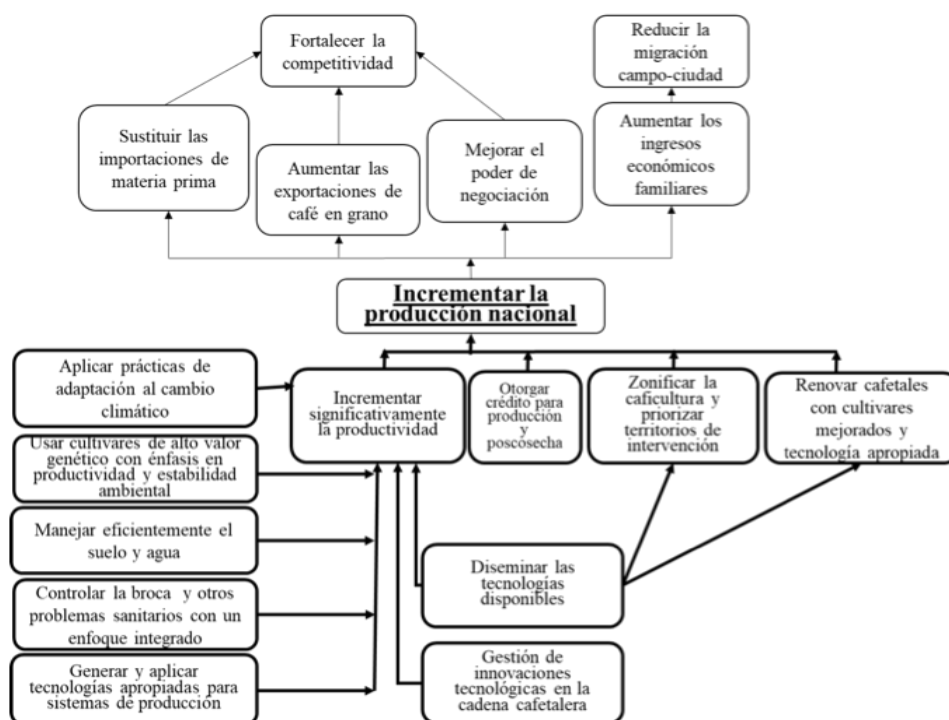 Fortalecer la
competitividad
Reducir la
migración
campo-ciudad
Sustituir las
importaciones de
materia prima
Aumentar las
exportaciones de
café en grano
Mejorar el
poder de
negociación
Aumentar los
ingresos
económicos
familiares
Incrementar la
producción nacional
Aplicar prácticas de
adaptación al cambio
climático
Incrementar
significativamente
la productividad
Otorgar
crédito para
producción
y
poscosecha
Zonificar la
caficultura y
priorizar
territorios de
intervención
Renovar cafetales
con cultivares
mejorados y
tecnología apropiada
Usar cultivares de alto valor
genético con énfasis en
productividad y estabilidad
ambiental
Manejar eficientemente el
suelo y agua
Diseminar las
tecnologías
disponibles
Controlar la broca y otros
problemas sanitarios con un
enfoque integrado
Generar y aplicar
tecnologías apropiadas para
sistemas de producción
Gestión de
innovaciones
tecnológicas en la
cadena cafetalera